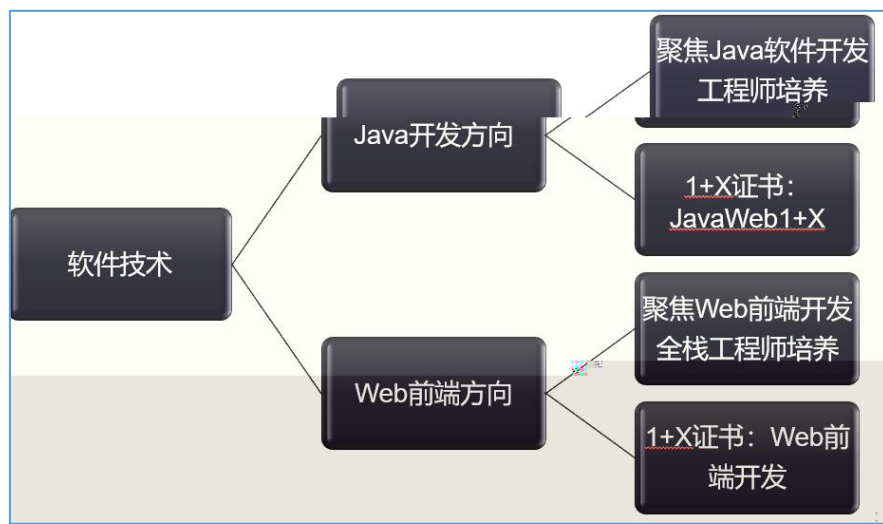 聚焦Java软件开发
工程师培养
Java开发方向
1+X证书：
JavaWeb1+X
软件技术
聚焦Web前端开发
全栈工程师培养
Web前端方向
1+X证书：Web前
端开发